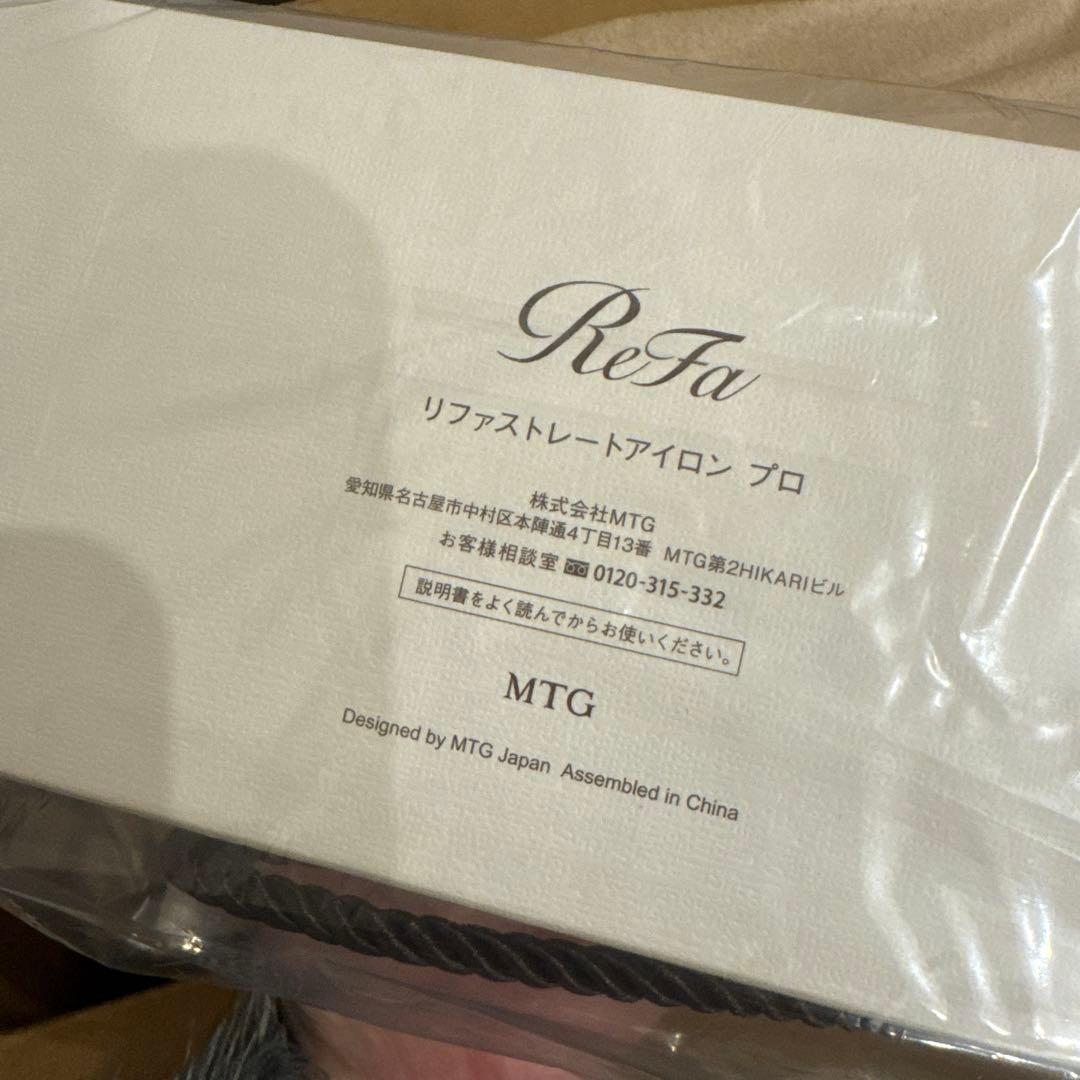 ReFa
リファストレートアイロン プロ
株式会社MTG
愛知県名古屋市中村区本陣通4丁目13番 MTG第2HIKARIビル
お客様相談室 0120-315-332
説明書をよく読んでからお使いください。
MTG
Designed by MTG Japan Assembled in China